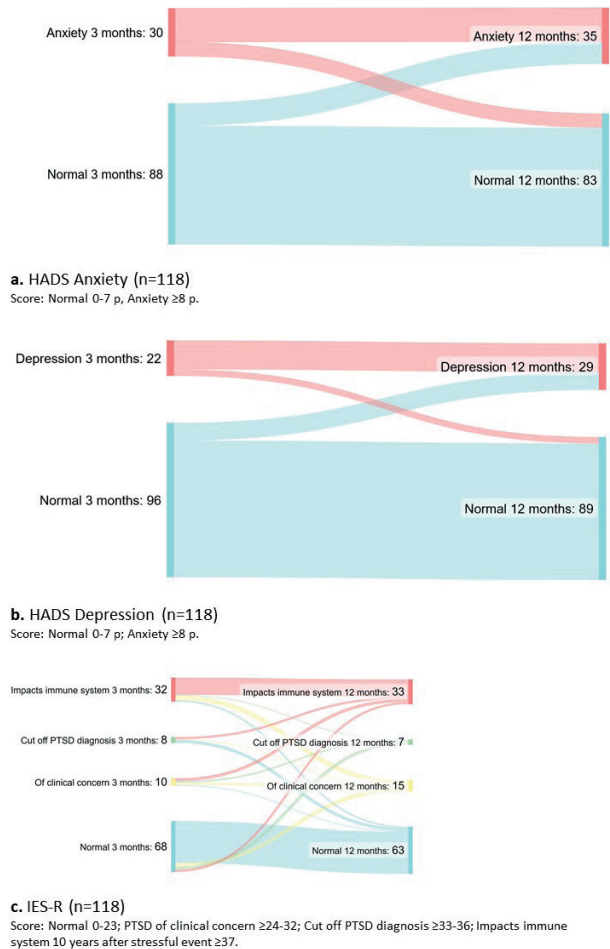 Anxiety 3 months: 30
Anxiety 12 months: 35
Normal 3 months: 88
Normal 12 months: 83
a. HADS Anxiety (n=118)
Score: Normal 0-7 p, Anxiety ≥8 p.
Depression 3 months: 22
Depression 12 months: 29
Normal 3 months: 96
Normal 12 months: 89
b. HADS Depression (n=118)
Score: Normal 0-7 p; Anxiety ≥8 p.
Impacts immune system 3 months: 32
Impacts immune system 12 months: 33
Cut off PTSD diagnosis 3 months: 8
Cut off PTSD diagnosis 12 months: 7
Of clinical concern 3 months: 10
Of clinical concern 12 months: 15
Normal 3 months: 68
Normal 12 months: 63
c. IES-R (n=118)
Score: Normal 0-23; PTSD of clinical concern ≥24-32; Cut off PTSD diagnosis ≥33-36; Impacts immune
system 10 years after stressful event ≥37.